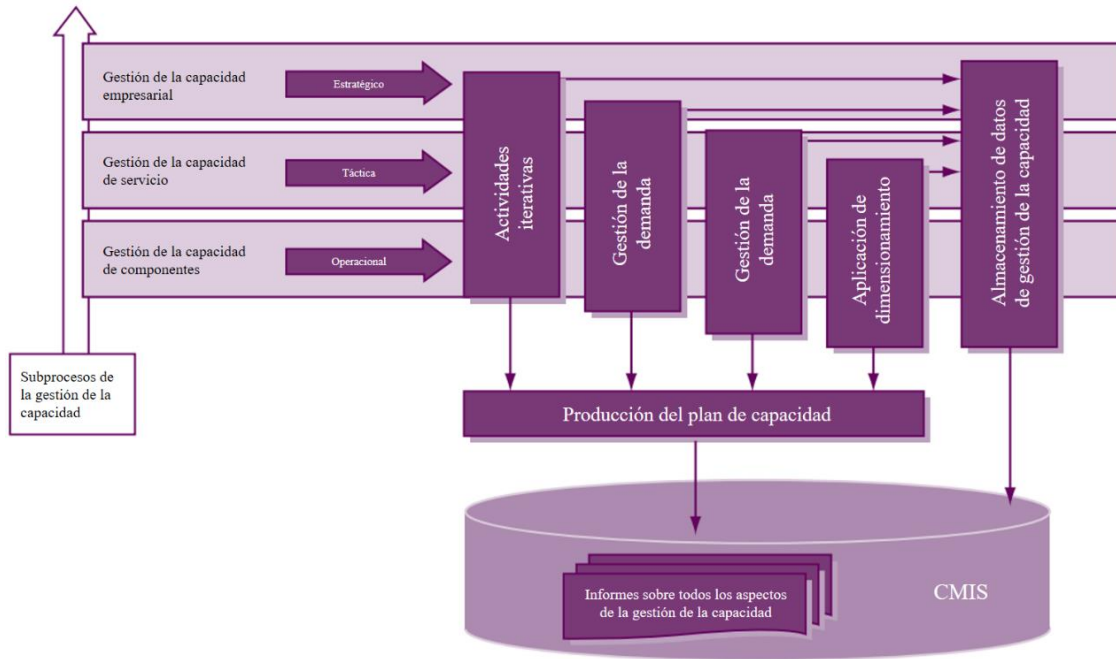 Gestión de la capacidad
empresarial
Estratégico
Gestión de la capacidad
de servicio
Táctica
Gestión de la capacidad
de componentes
Operacional
Subprocesos de
la gestión de la
capacidad
Actividades
iterativas
Gestión de la
demanda
Gestión de la
demanda
Aplicación de
dimensionamiento
Almacenamiento de datos
de gestión de la capacidad
Producción del plan de capacidad
Informes sobre todos los aspectos
de la gestión de la capacidad
CMIS